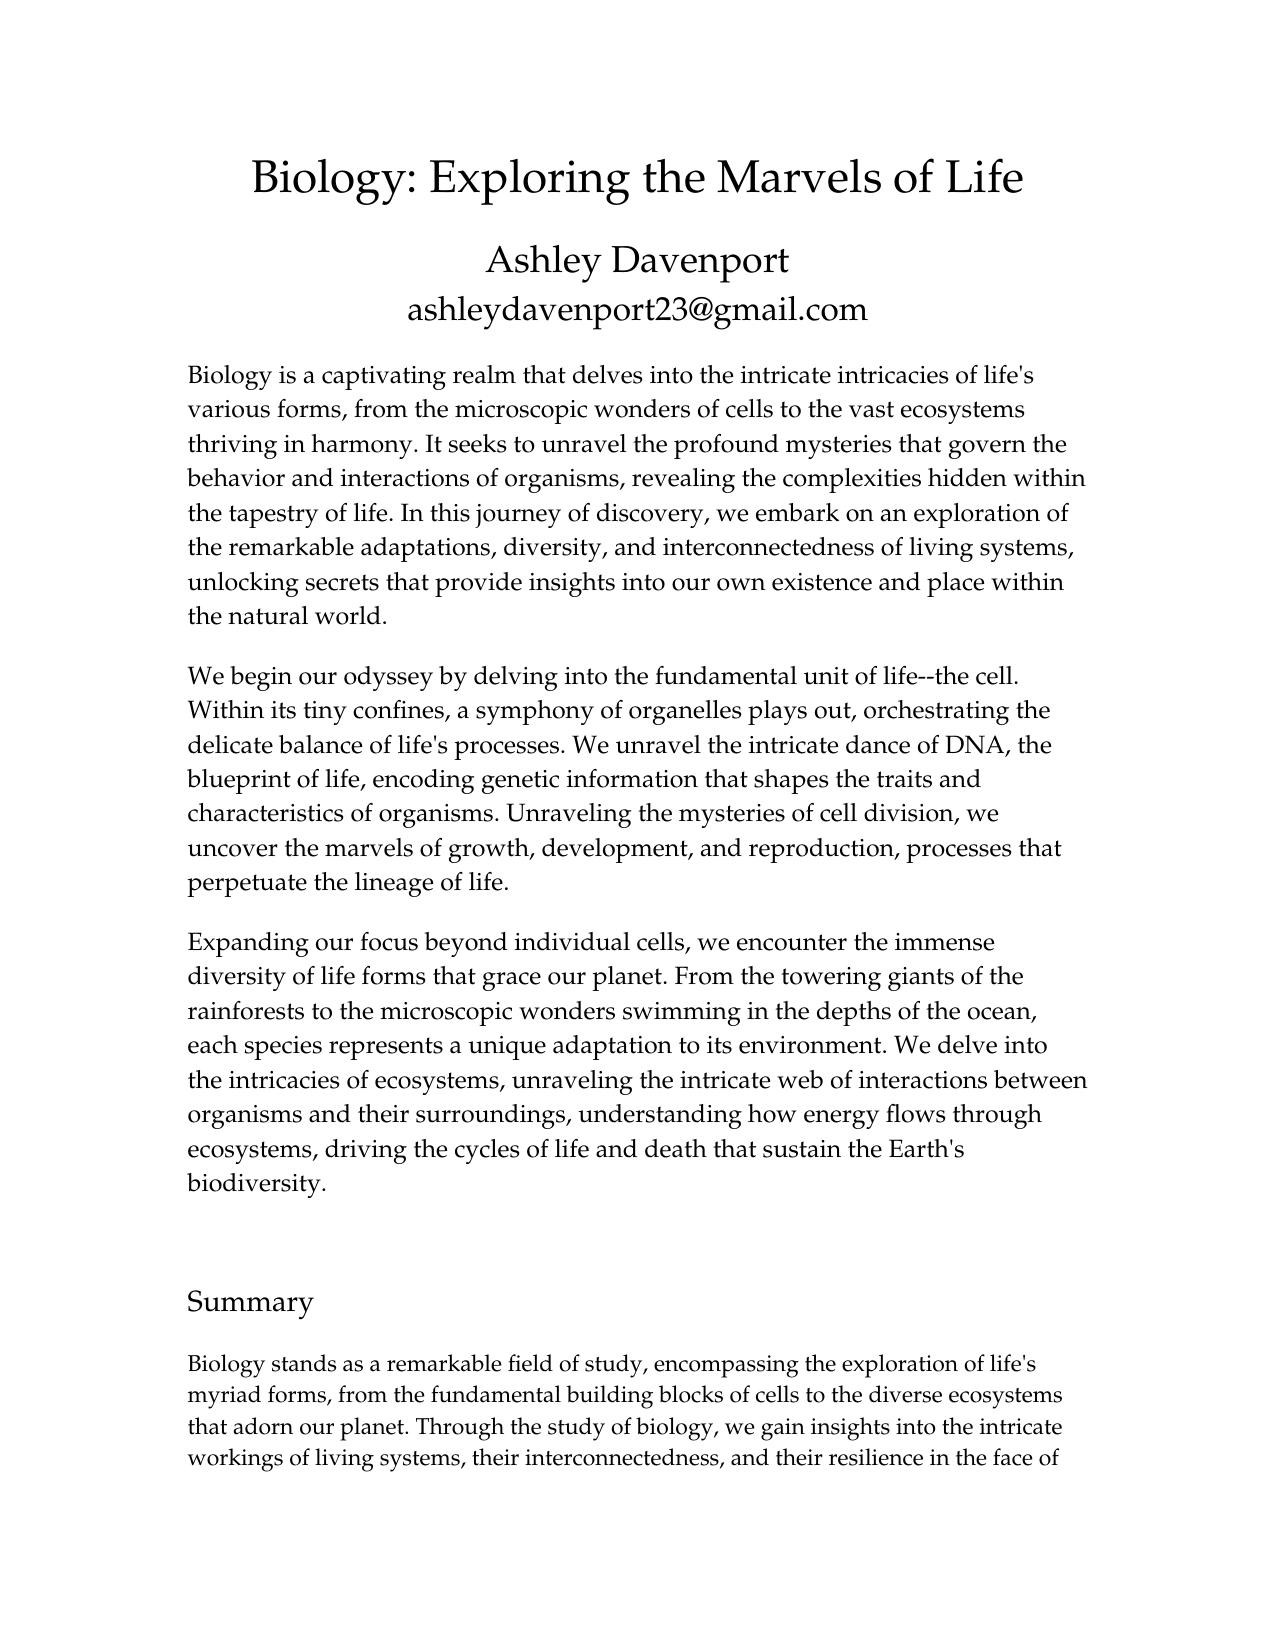 Biology: Exploring the Marvels of Life
Ashley Davenport
ashleydavenport23@gmail.com
Biology is a captivating realm that delves into the intricate intricacies of life's
various forms, from the microscopic wonders of cells to the vast ecosystems
thriving in harmony. It seeks to unravel the profound mysteries that govern the
behavior and interactions of organisms, revealing the complexities hidden within
the tapestry of life. In this journey of discovery, we embark on an exploration of
the remarkable adaptations, diversity, and interconnectedness of living systems,
unlocking secrets that provide insights into our own existence and place within
the natural world.
We begin our odyssey by delving into the fundamental unit of life--the cell.
Within its tiny confines, a symphony of organelles plays out, orchestrating the
delicate balance of life's processes. We unravel the intricate dance of DNA, the
blueprint of life, encoding genetic information that shapes the traits and
characteristics of organisms. Unraveling the mysteries of cell division, we
uncover the marvels of growth, development, and reproduction, processes that
perpetuate the lineage of life.
Expanding our focus beyond individual cells, we encounter the immense
diversity of life forms that grace our planet. From the towering giants of the
rainforests to the microscopic wonders swimming in the depths of the ocean,
each species represents a unique adaptation to its environment. We delve into
the intricacies of ecosystems, unraveling the intricate web of interactions between
organisms and their surroundings, understanding how energy flows through
ecosystems, driving the cycles of life and death that sustain the Earth's
biodiversity.
Summary
Biology stands as a remarkable field of study, encompassing the exploration of life's
myriad forms, from the fundamental building blocks of cells to the diverse ecosystems
that adorn our planet. Through the study of biology, we gain insights into the intricate
workings of living systems, their interconnectedness, and their resilience in the face of